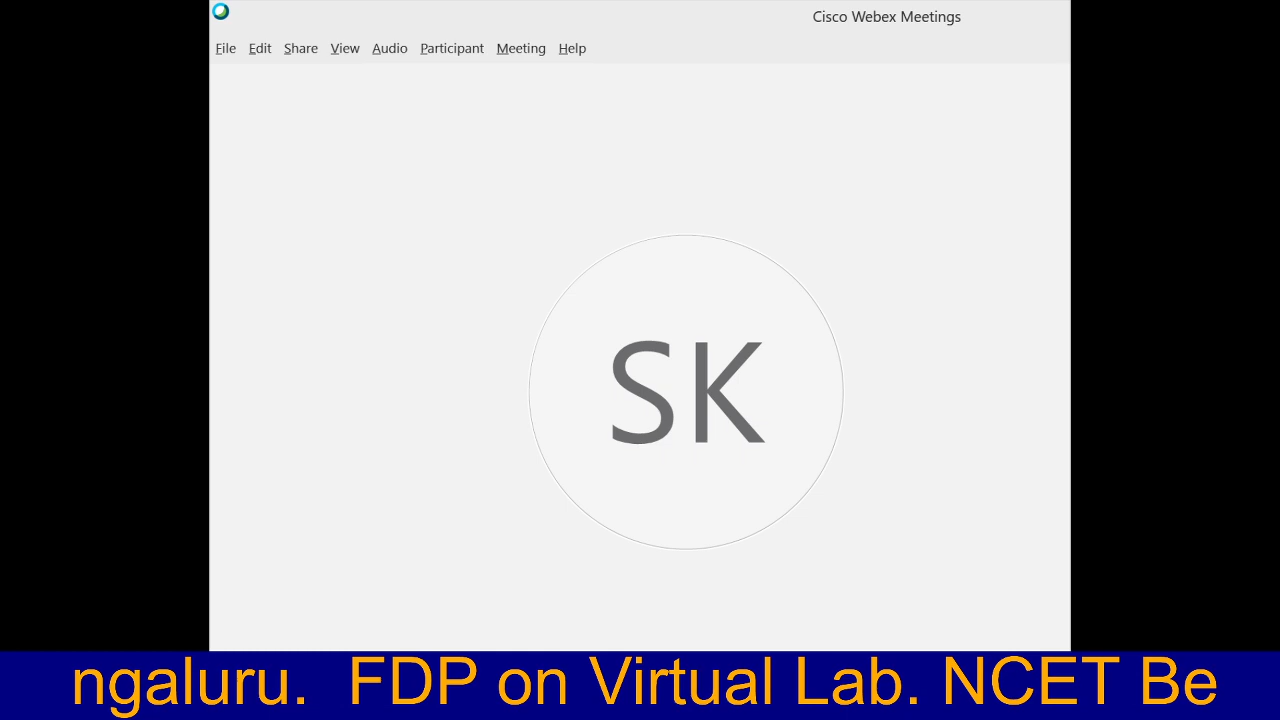 Cisco Webex Meetings
File Edit Share View Audio Participant Meeting Help
SK
ngaluru. FDP on Virtual Lab. NCET Be